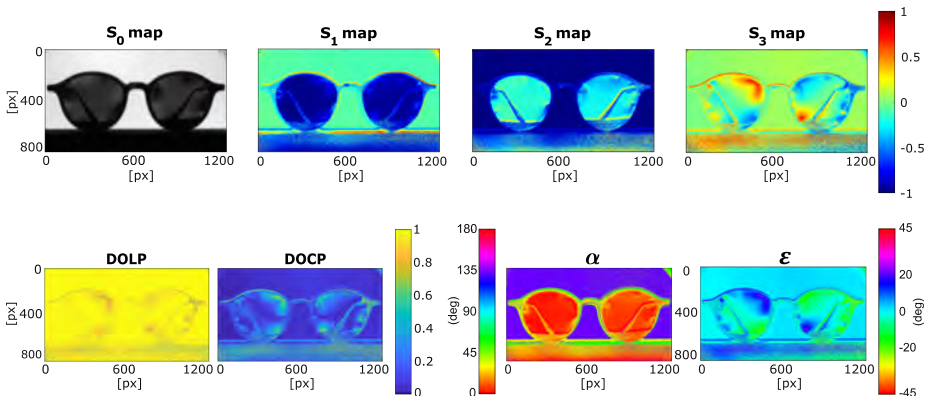 S0 map
S1 map
S2 map
S3 map
0
400
800
[px]
0 600 1200
[px]
0 600 1200
[px]
0 600 1200
[px]
0 600 1200
[px]
1
0.5
0
-0.5
-1
DOLP
DOCP
α
ε
0
400
800
[px]
0 600 1200
[px]
0 600 1200
[px]
1
0.8
0.6
0.4
0.2
0
180
135
90
45
0
(deg)
0 600 1200
[px]
0
400
800
0 600 1200
[px]
45
20
0
-20
-45
(deg)